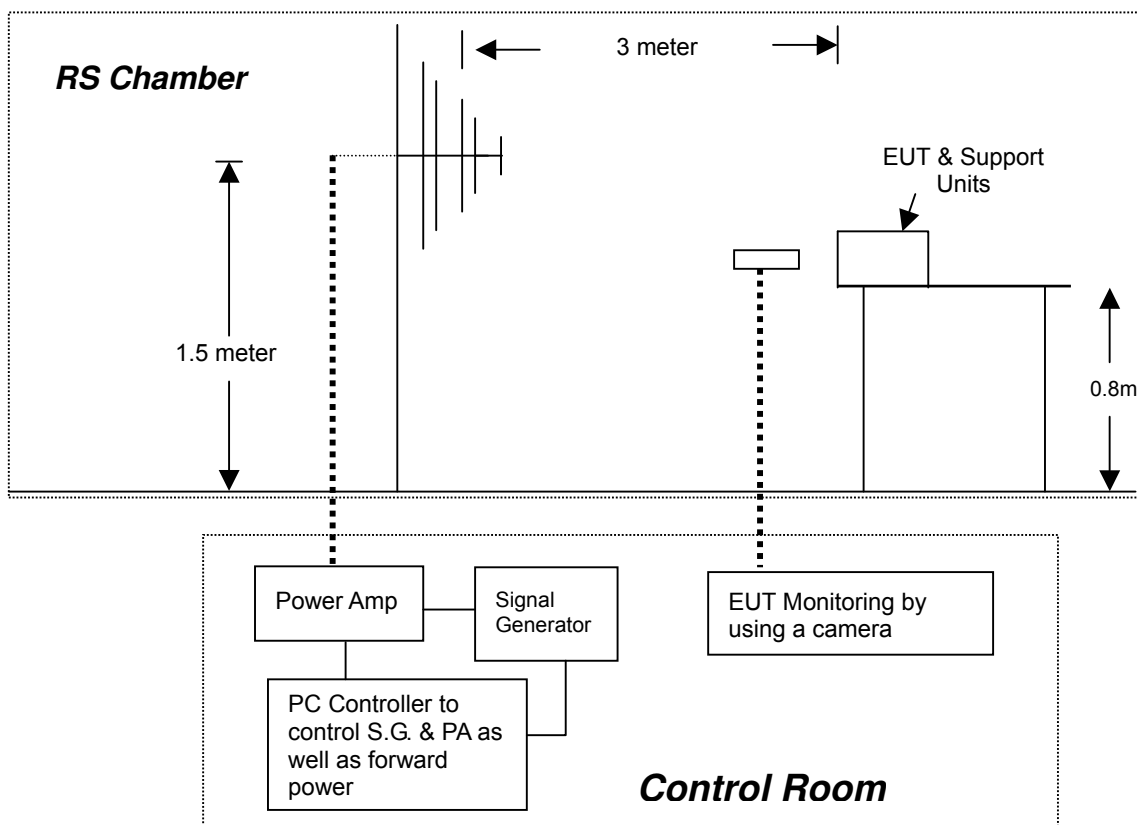 3 meter
RS Chamber
EUT & Support
Units
1.5 meter
0.8m
Power Amp
Signal
Generator
EUT Monitoring by
using a camera
PC Controller to
control S.G. & PA as
well as forward
power
Control Room